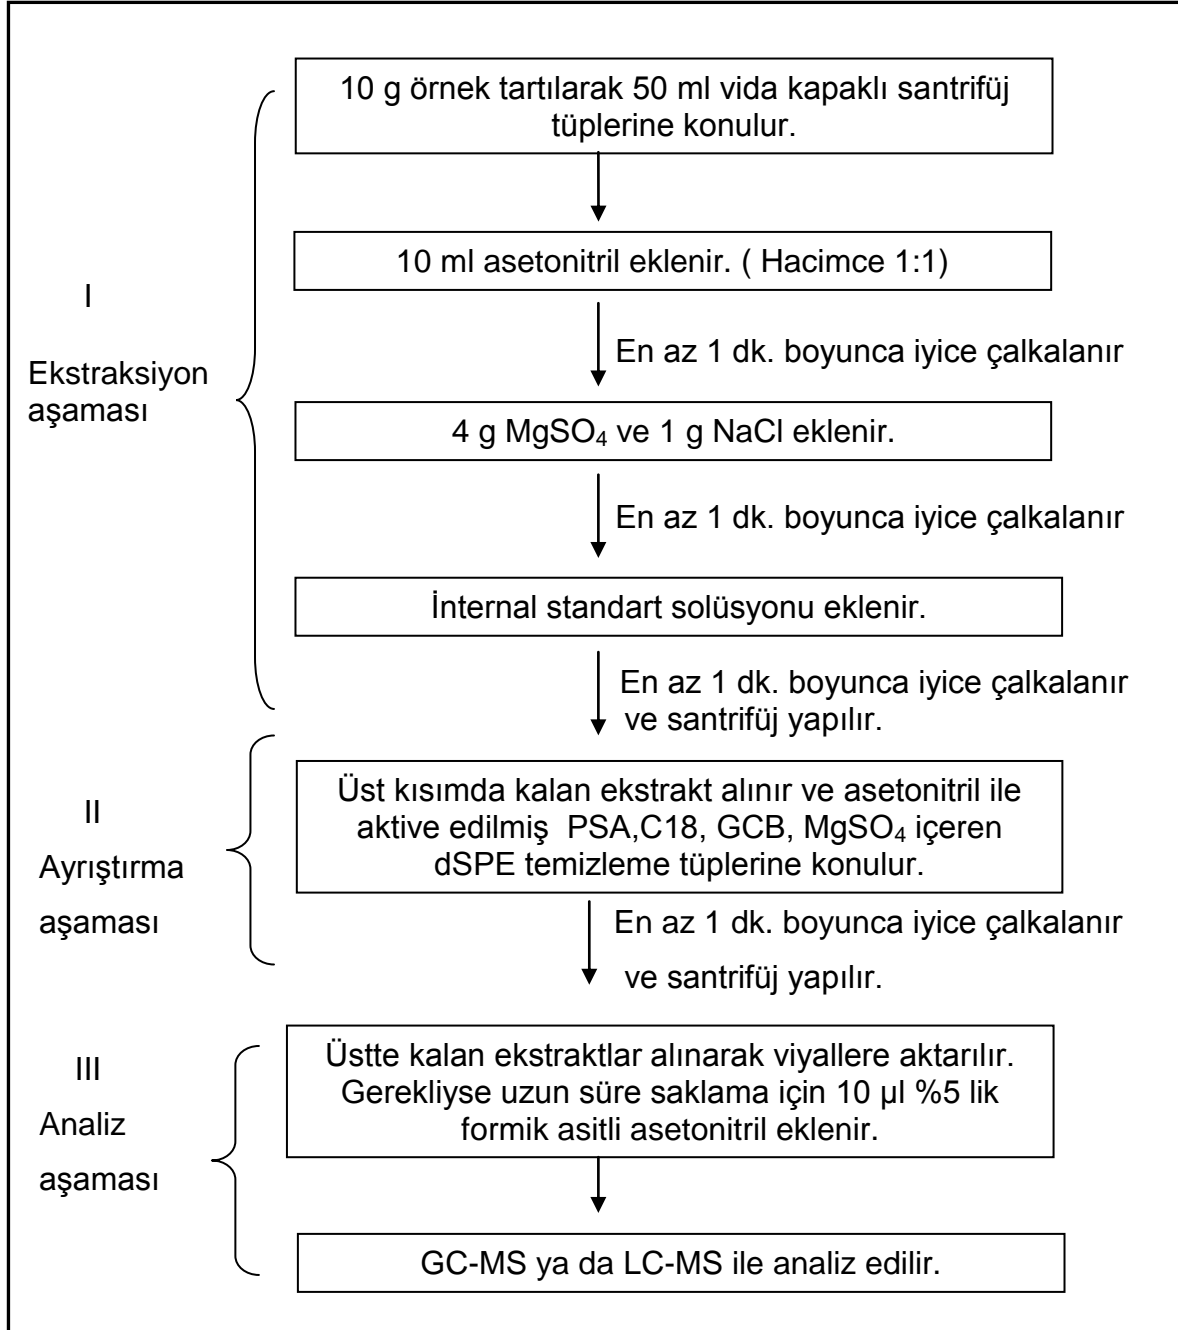 10 g örnek tartılarak 50 ml vida kapaklı santrifüj
tüplerine konulur.
10 ml asetonitril eklenir. ( Hacimce 1:1)
I
En az 1 dk. boyunca iyice çalkalanır
Ekstraksiyon
aşaması
4 g MgSO₄ ve 1 g NaCl eklenir.
En az 1 dk. boyunca iyice çalkalanır
İnternal standart solüsyonu eklenir.
En az 1 dk. boyunca iyice çalkalanır
ve santrifüj yapılır.
II
Ayrıştırma
aşaması
Üst kısımda kalan ekstrakt alınır ve asetonitril ile
aktive edilmiş PSA,C18, GCB, MgSO₄ içeren
dSPE temizleme tüplerine konulur.
En az 1 dk. boyunca iyice çalkalanır
ve santrifüj yapılır.
III
Analiz
aşaması
Üstte kalan ekstraktlar alınarak viyallere aktarılır.
Gerekliyse uzun süre saklama için 10 µl %5 lik
formik asitli asetonitril eklenir.
GC-MS ya da LC-MS ile analiz edilir.